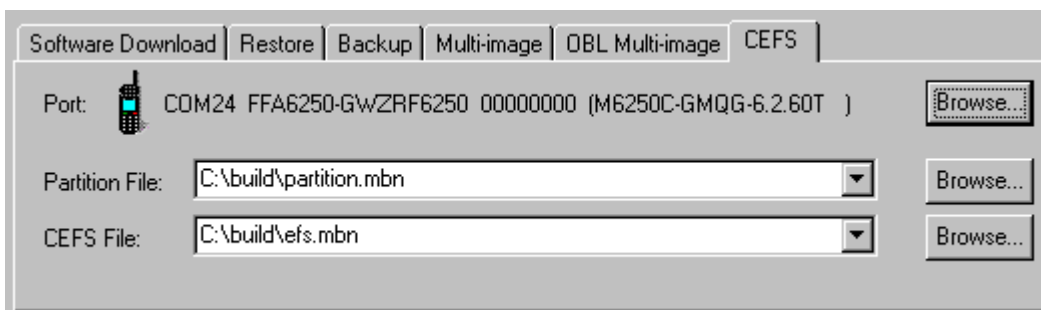 Software Download Restore Backup Multi-image OBL Multi-image CEFS
Port: COM24 FFA6250-GWZRF6250 00000000 (M6250C-GMQG-6.2.60T ) Browse...
Partition File: C:\build\partition.mbn Browse...
CEFS File: C:\build\efs.mbn Browse...